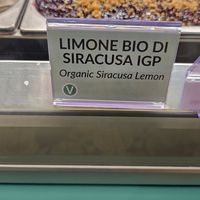 LIMONE BIO DI
SIRACUSA IGP
Organic Siracusa Lemon
V